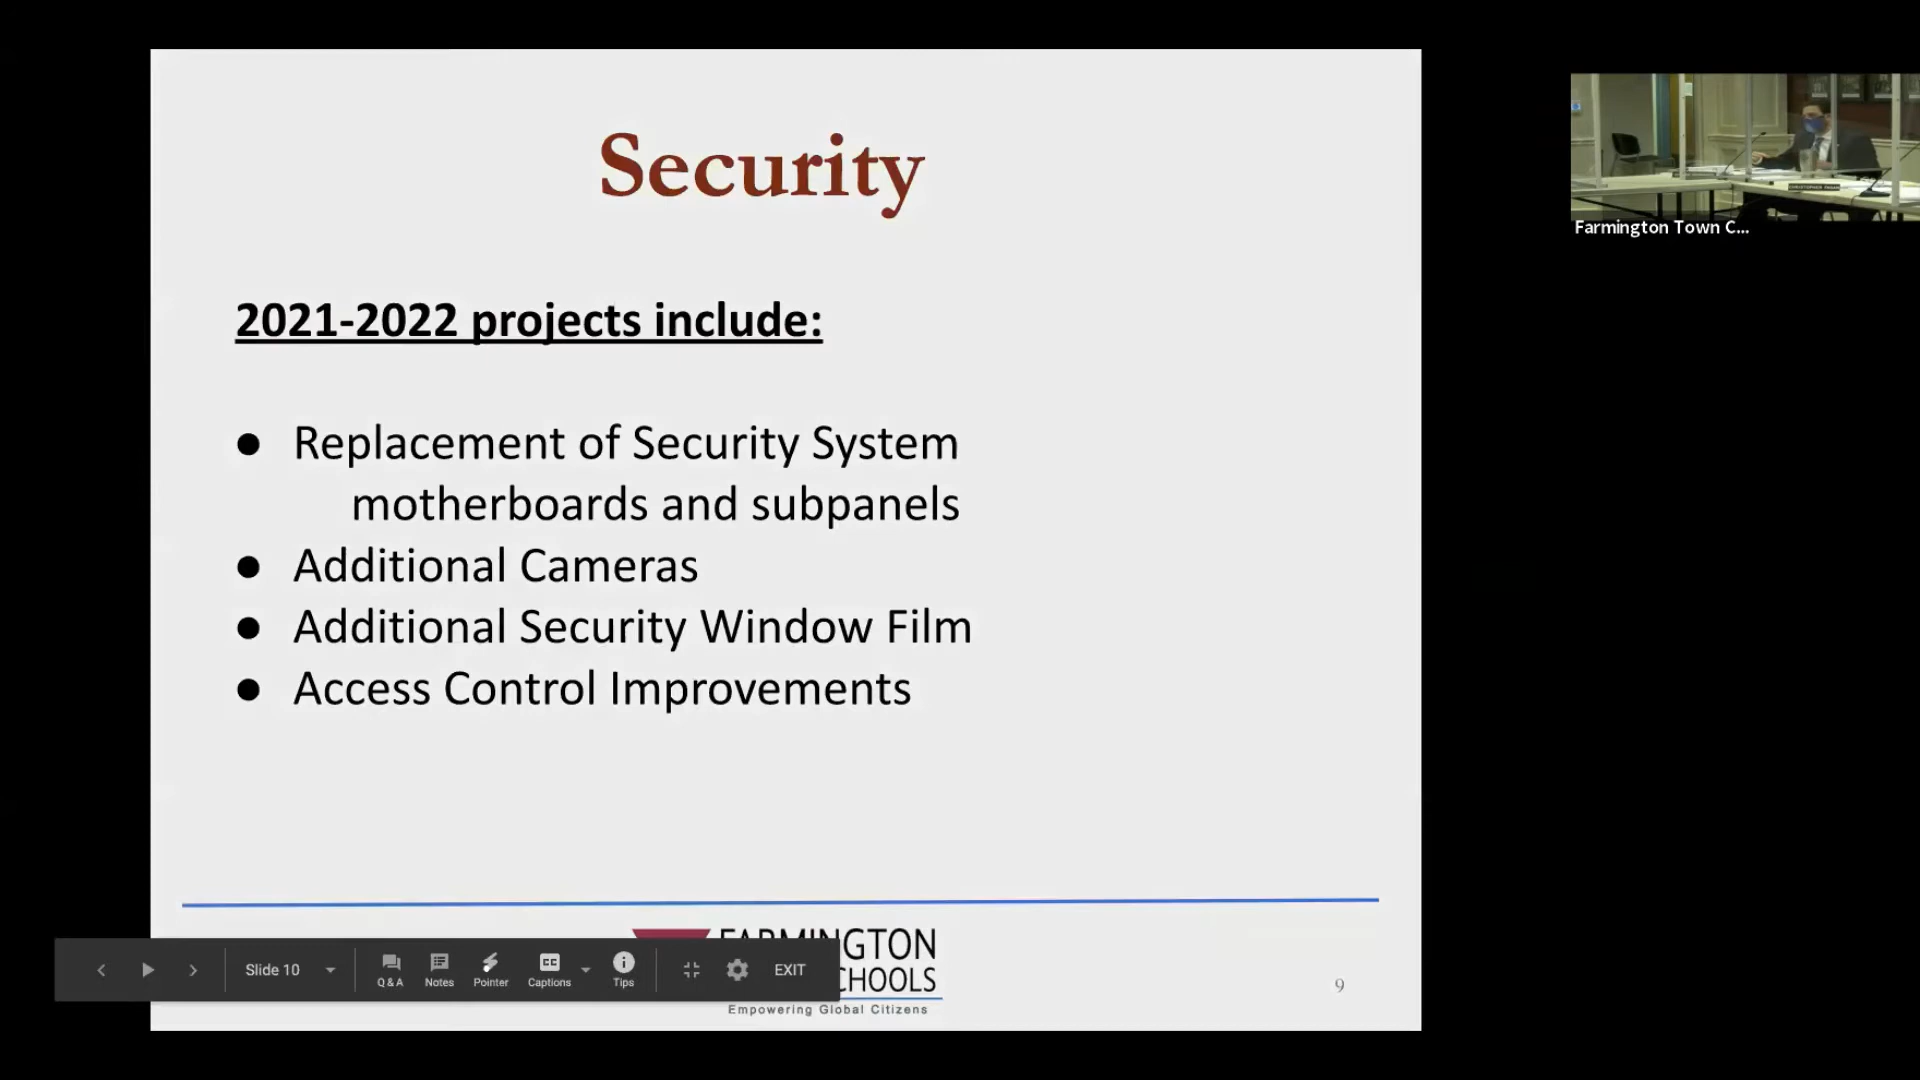 Security
2021-2022 projects include:
● Replacement of Security System
motherboards and subpanels
● Additional Cameras
● Additional Security Window Film
● Access Control Improvements
FARMINGTON
SCHOOLS
Empowering Global Citizens
9
Slide 10
Q & A
Notes
Pointer
CC
Captions
Tips
EXIT
Farmington Town C...